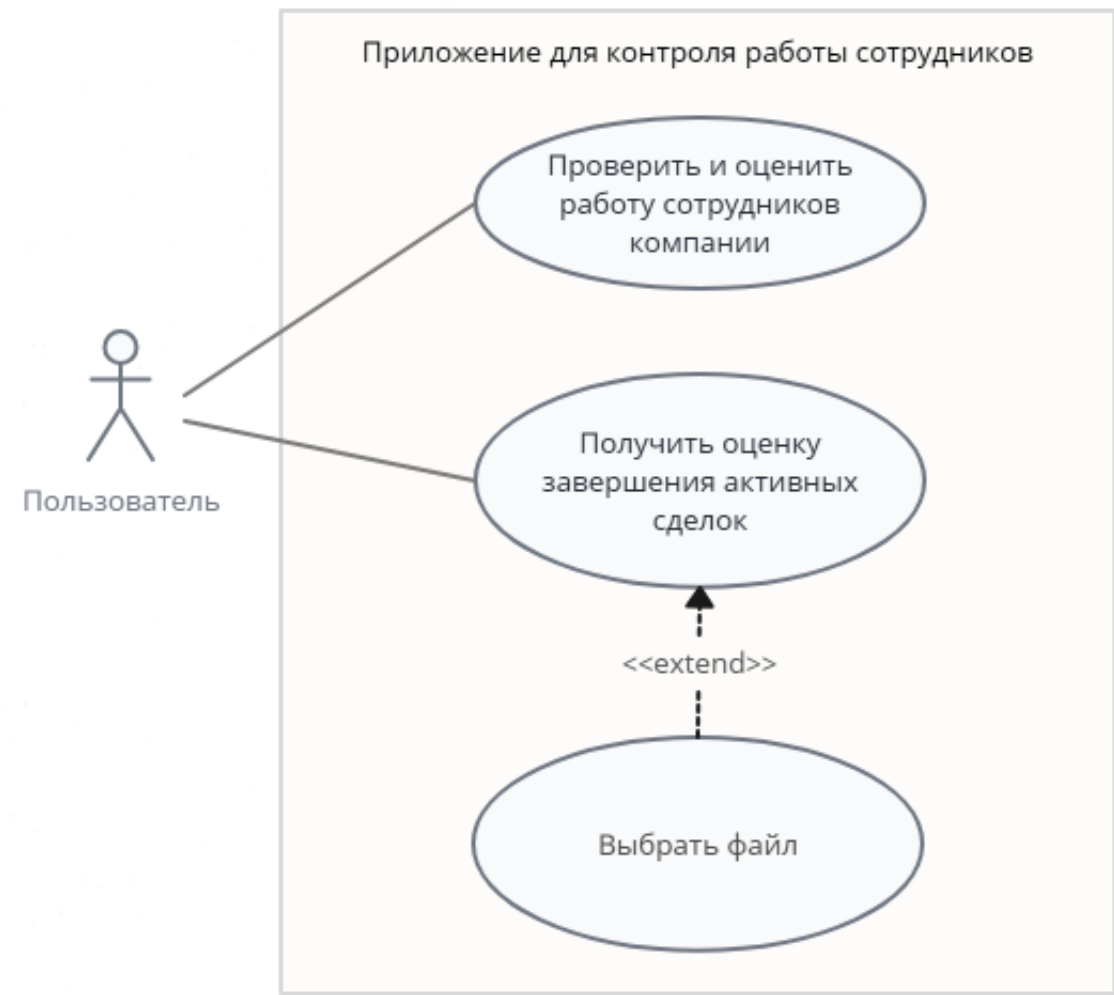 Приложение для контроля работы сотрудников
Проверить и оценить
работу сотрудников
компании
Пользователь
Получить оценку
завершения активных
сделок
<<extend>>
Выбрать файл